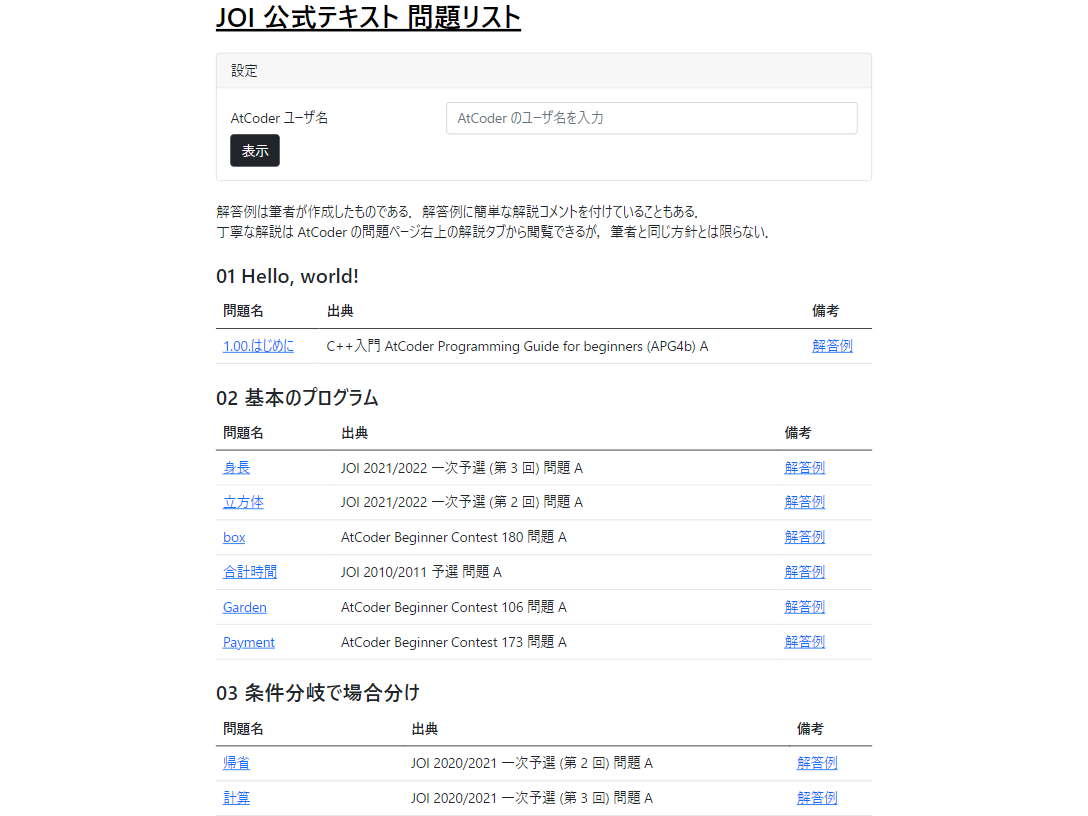 JOI 公式テキスト 問題リスト
設定
AtCoder ユーザ名
AtCoder のユーザ名を入力
表示
解答例は筆者が作成したものである．解答例に簡単な解説コメントを付けていることもある．
丁寧な解説は AtCoder の問題ページ右上の解説タブから閲覧できるが，筆者と同じ方針とは限らない．
01 Hello, world!
問題名 出典 備考
1.00.はじめに C++入門 AtCoder Programming Guide for beginners (APG4b) A 解答例
02 基本のプログラム
問題名 出典 備考
身長 JOI 2021/2022 一次予選 (第 3 回) 問題 A 解答例
立方体 JOI 2021/2022 一次予選 (第 2 回) 問題 A 解答例
box AtCoder Beginner Contest 180 問題 A 解答例
合計時間 JOI 2010/2011 予選 問題 A 解答例
Garden AtCoder Beginner Contest 106 問題 A 解答例
Payment AtCoder Beginner Contest 173 問題 A 解答例
03 条件分岐で場合分け
問題名 出典 備考
帰省 JOI 2020/2021 一次予選 (第 2 回) 問題 A 解答例
計算 JOI 2020/2021 一次予選 (第 3 回) 問題 A 解答例